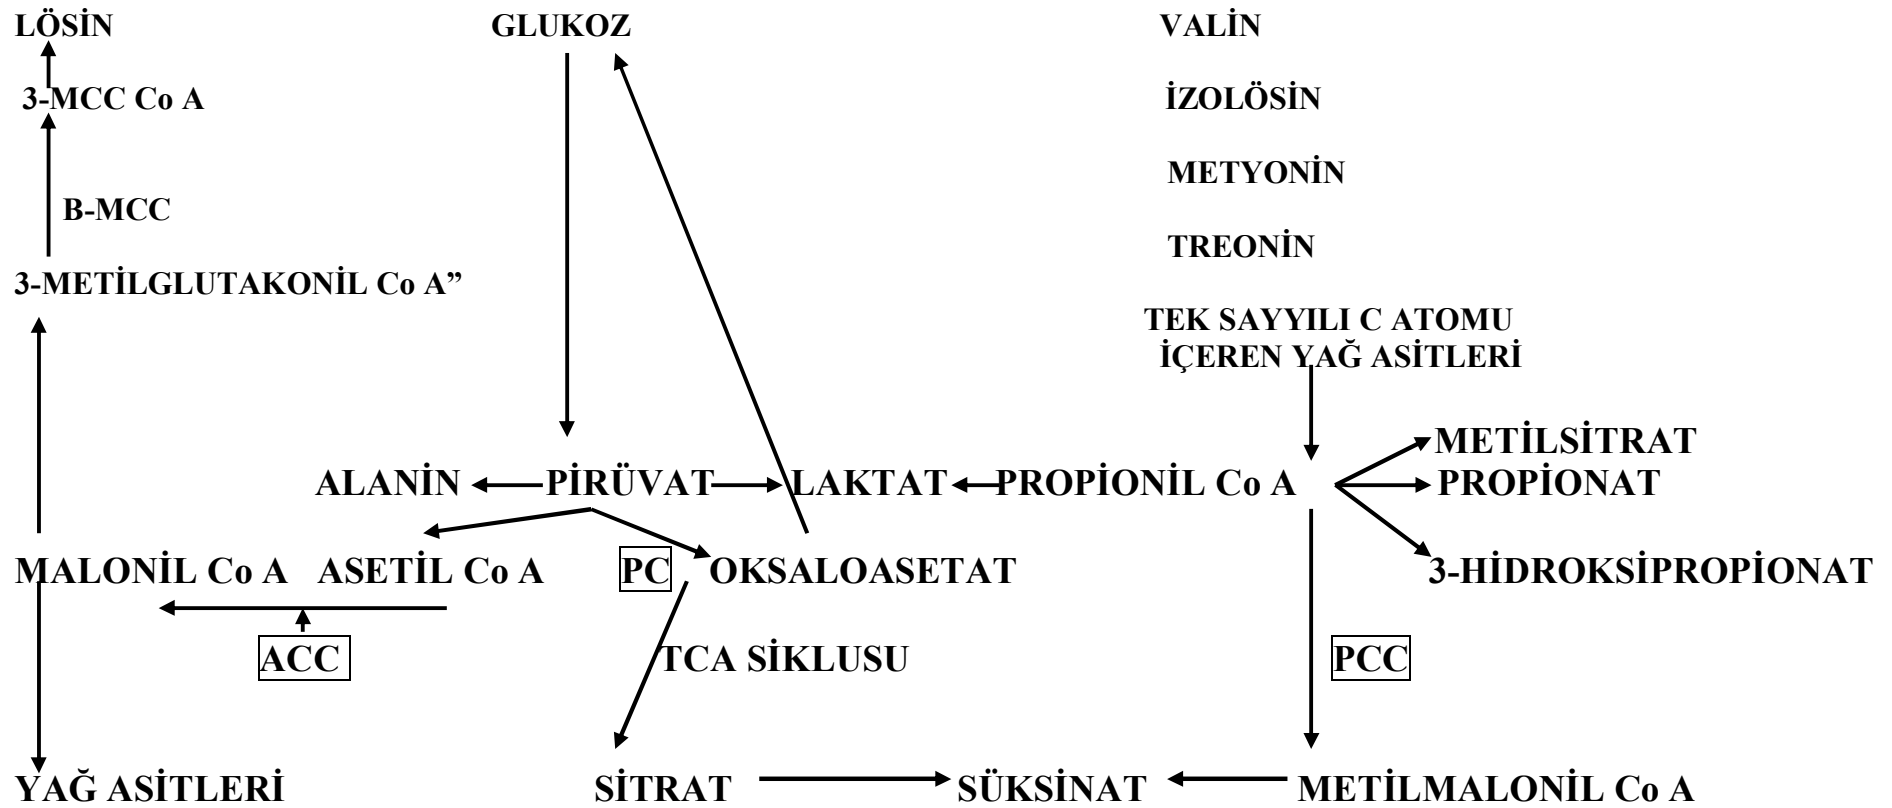 LÖSİN
GLUKOZ
VALİN
3-MCC Co A
İZOLÖSİN
METYONİN
B-MCC
TREONİN
3-METİLGLUTAKONİL Co A”
TEK SAYYILI C ATOMU
İÇEREN YAĞ ASİTLERİ
METİLSİTRAT
ALANİN
PİRÜVAT
LAKTAT
PROPİONİL Co A
PROPİONAT
MALONİL Co A
ASETİL Co A
PC
OKSALOASETAT
3-HİDROKSİPROPİONAT
ACC
TCA SİKLUSU
PCC
YAĞ ASİTLERİ
SİTRAT
SÜKSİNAT
METİLMALONİL Co A